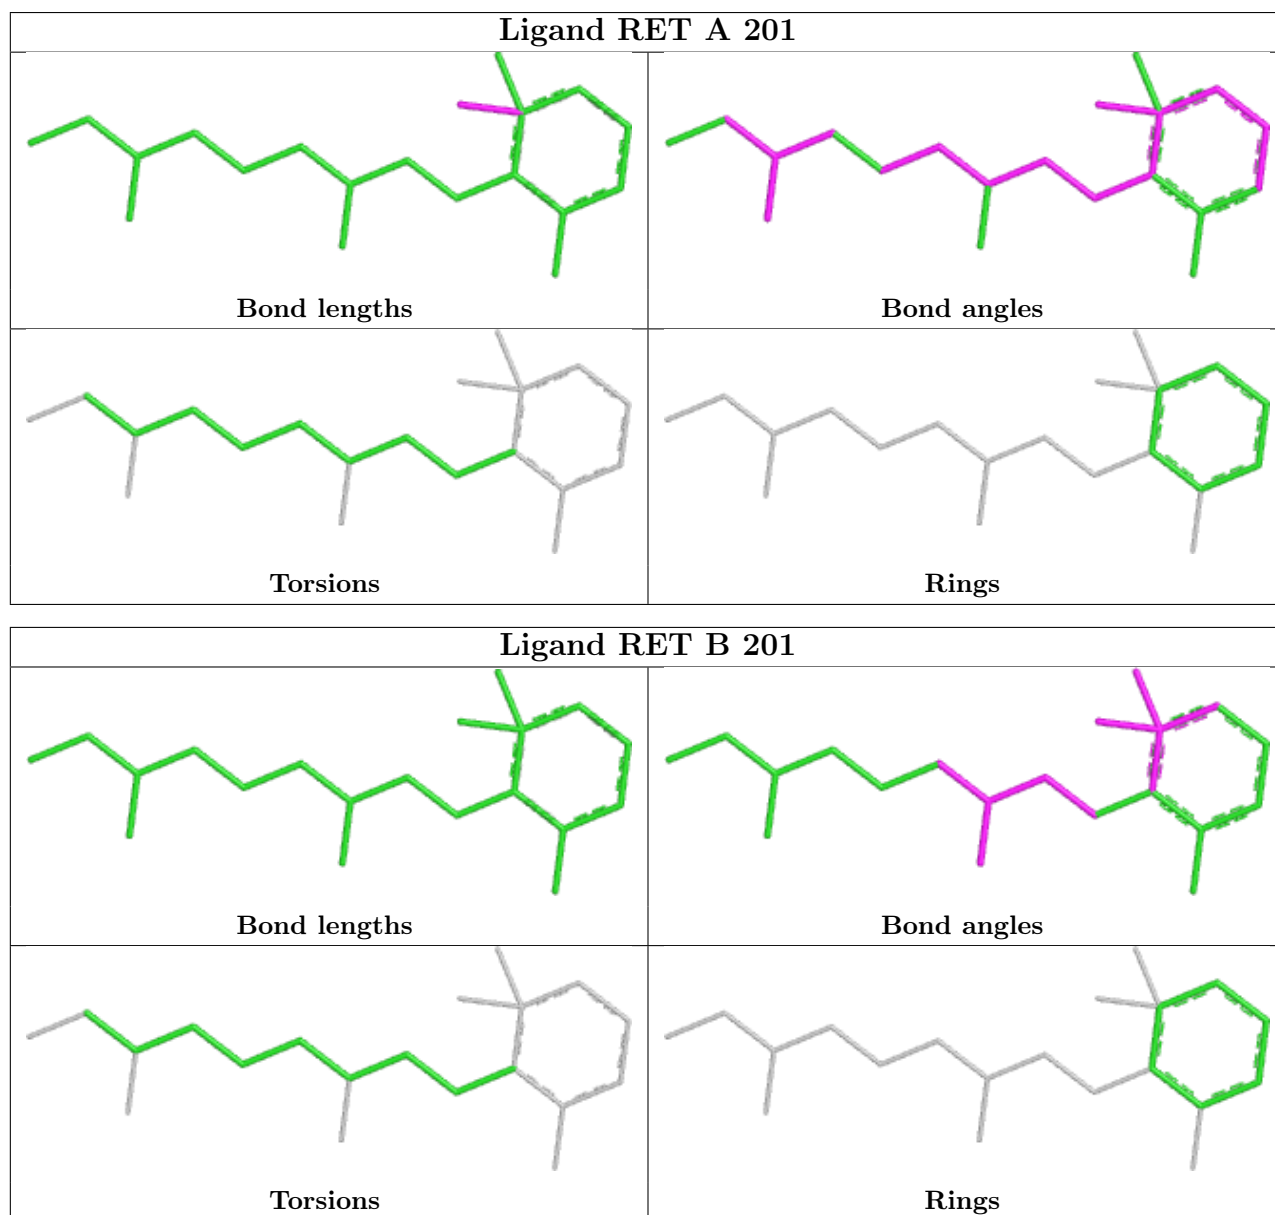 Ligand RET A 201
Bond lengths
Bond angles
Torsions
Rings
Ligand RET B 201
Bond lengths
Bond angles
Torsions
Rings